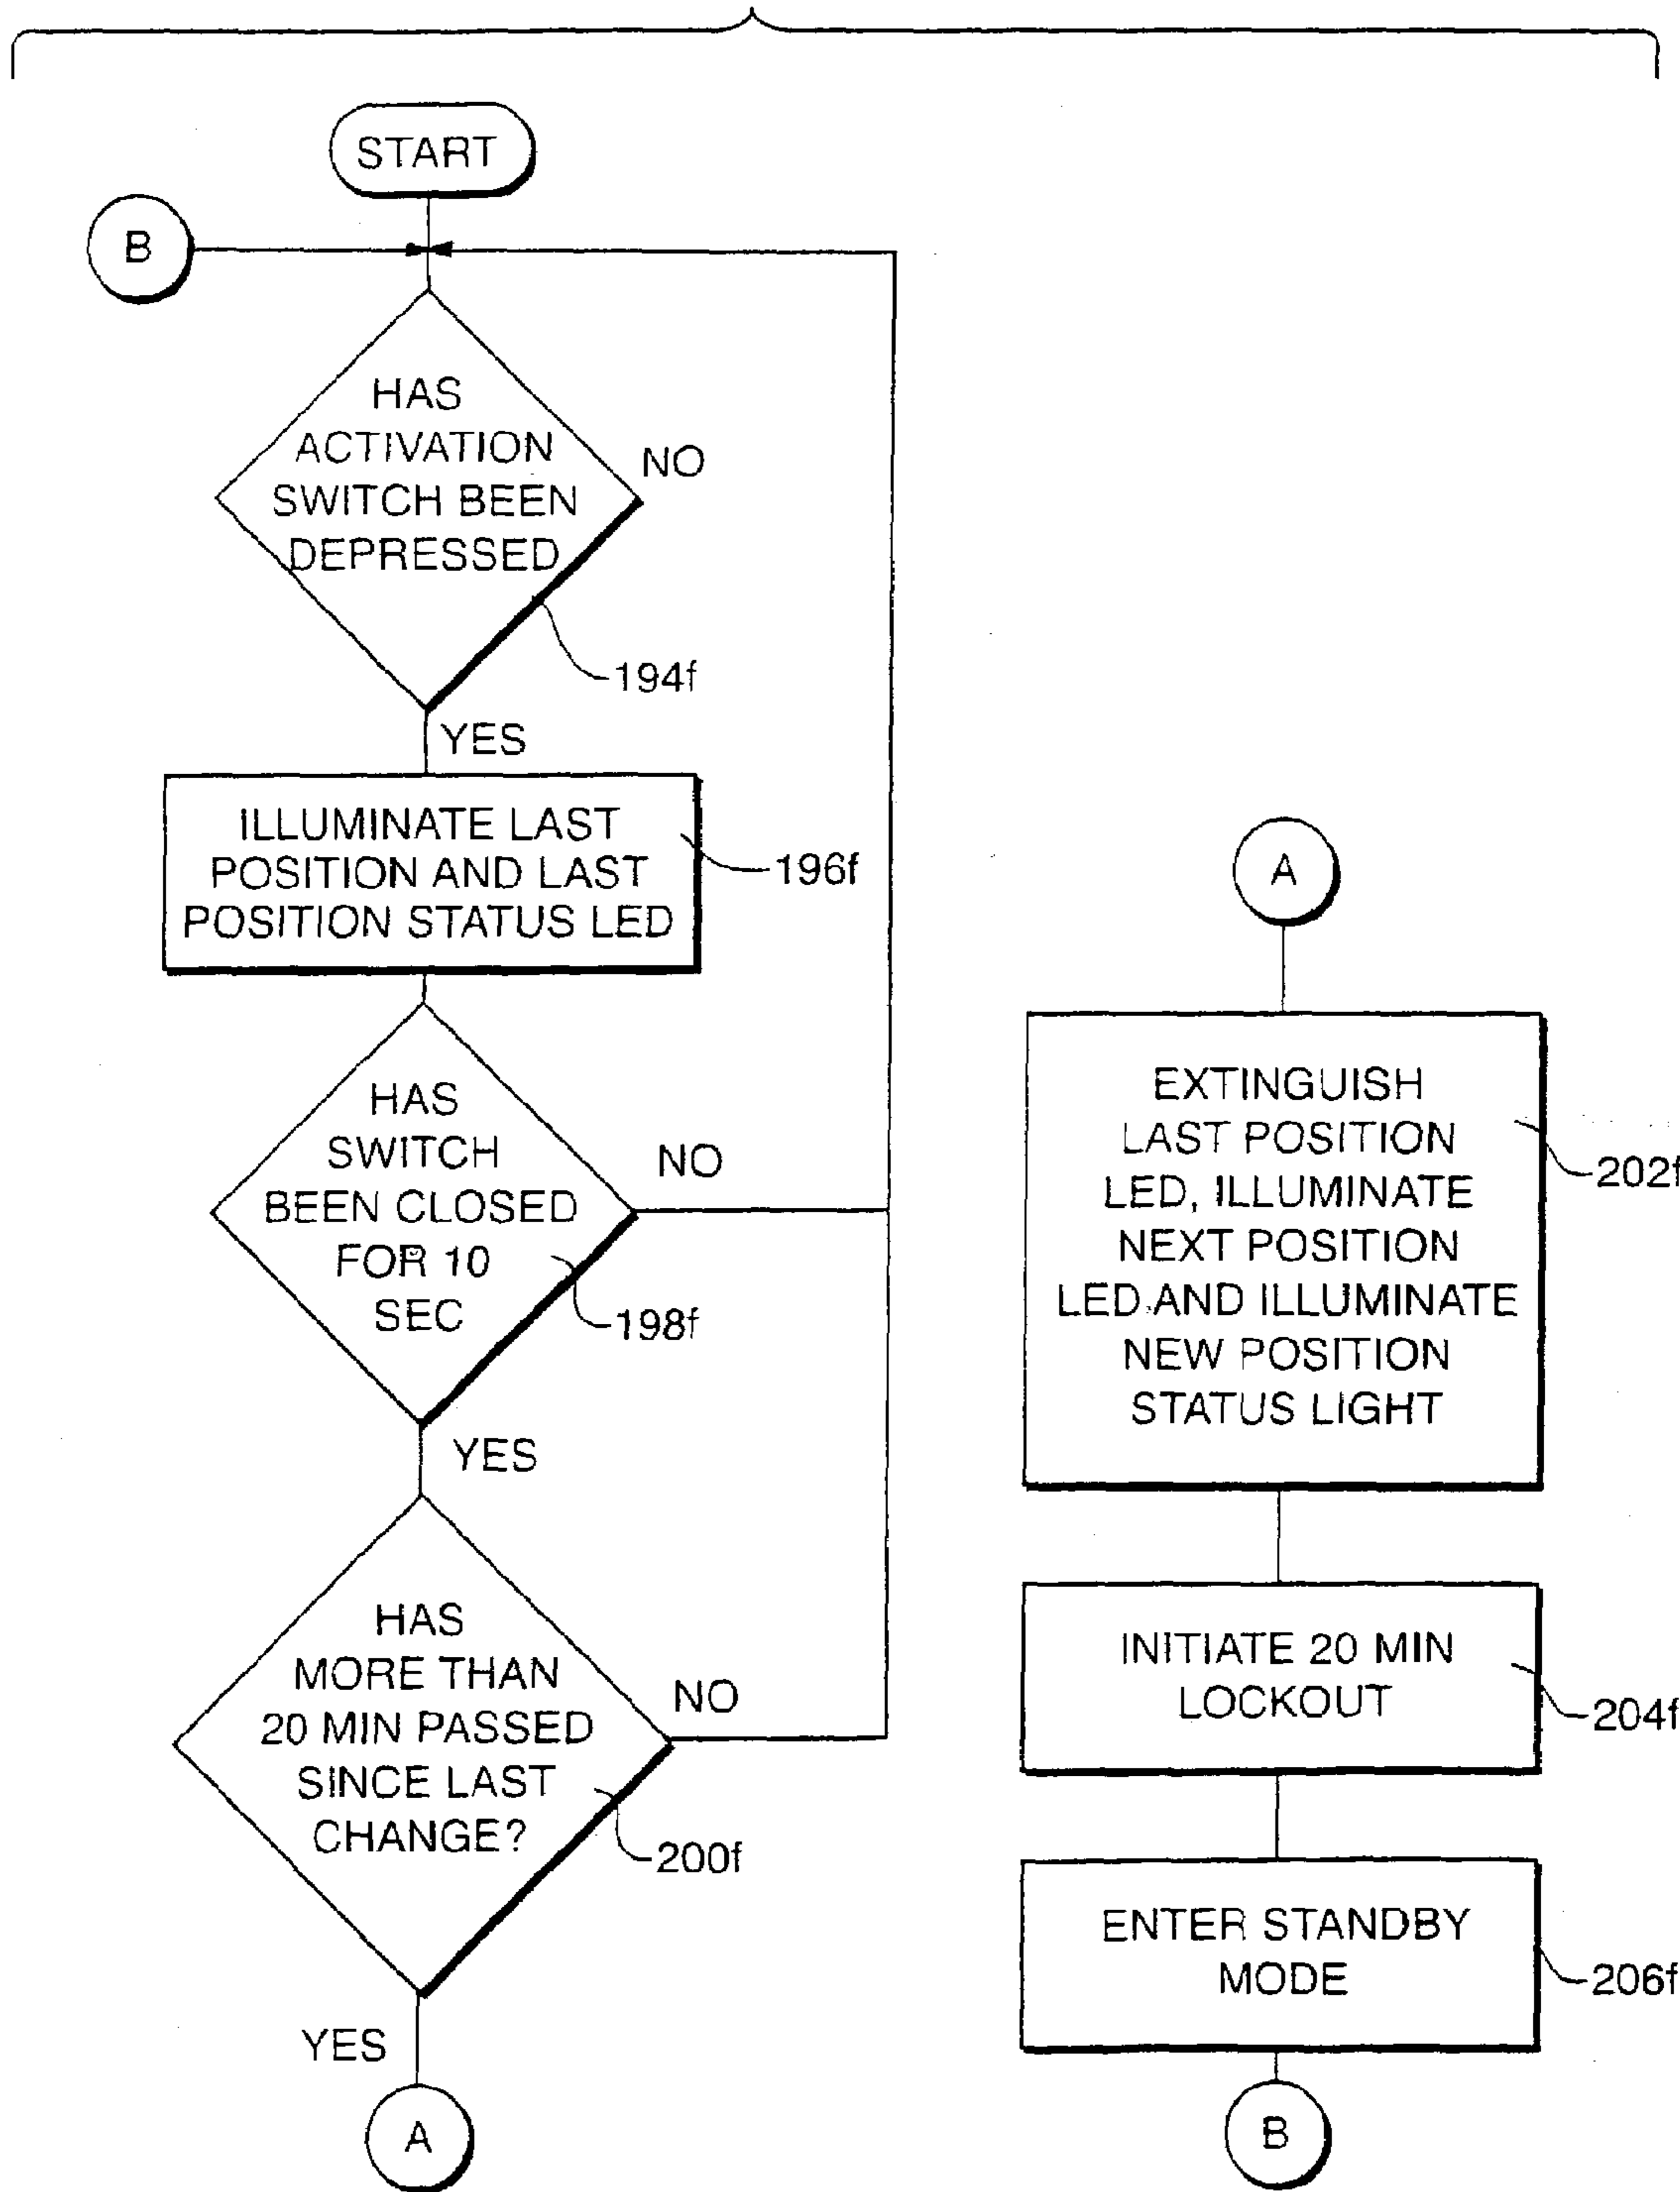 START
B
HAS
ACTIVATION
SWITCH BEEN
DEPRESSED
NO
194f
YES
ILLUMINATE LAST
POSITION AND LAST
POSITION STATUS LED
196f
HAS
SWITCH
BEEN CLOSED
FOR 10
SEC
NO
198f
YES
HAS
MORE THAN
20 MIN PASSED
SINCE LAST
CHANGE?
NO
200f
YES
A
A
EXTINGUISH
LAST POSITION
LED, ILLUMINATE
NEXT POSITION
LED AND ILLUMINATE
NEW POSITION
STATUS LIGHT
202f
INITIATE 20 MIN
LOCKOUT
204f
ENTER STANDBY
MODE
206f
B